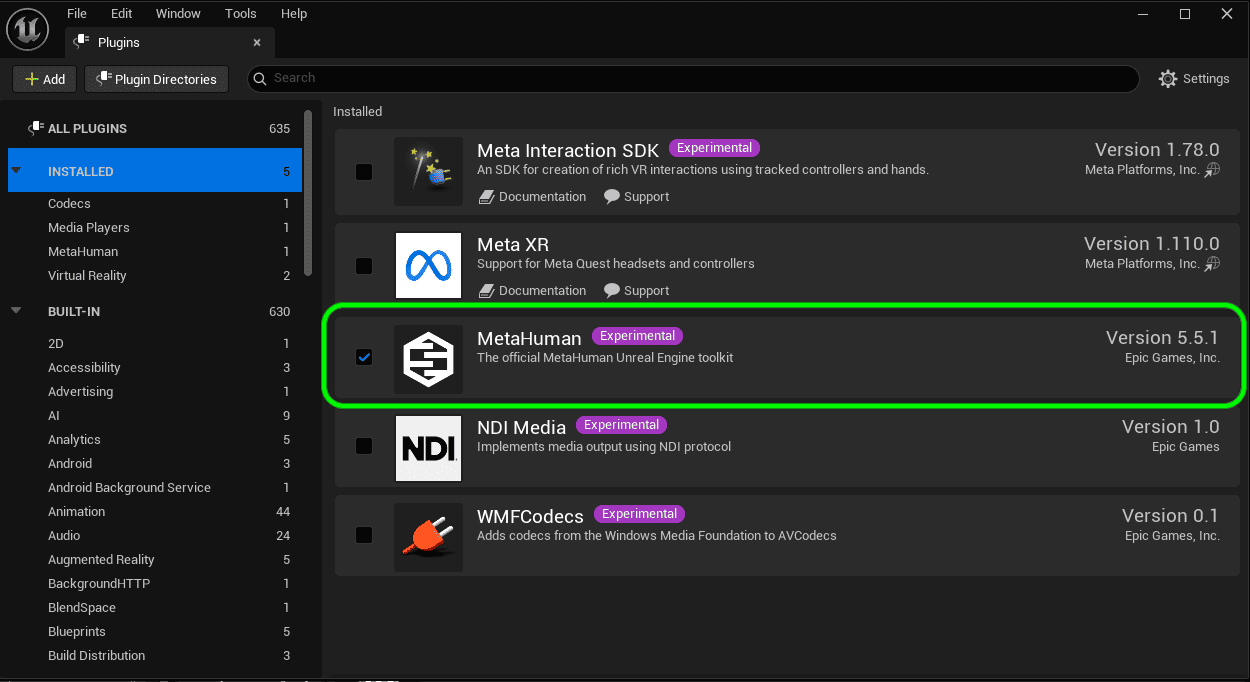 File Edit Window Tools Help
Plugins
Add Plugin Directories Search Settings
ALL PLUGINS 635
INSTALLED 5
Codecs 1
Media Players 1
MetaHuman 1
Virtual Reality 2
BUILT-IN 630
2D 1
Accessibility 3
Advertising 1
AI 9
Analytics 5
Android 3
Android Background Service 1
Animation 44
Audio 24
Augmented Reality 5
BackgroundHTTP 1
BlendSpace 1
Blueprints 5
Build Distribution 3
Installed
Meta Interaction SDK Experimental Version 1.78.0
An SDK for creation of rich VR interactions using tracked controllers and hands. Meta Platforms, Inc.
Documentation Support
Meta XR Version 1.110.0
Support for Meta Quest headsets and controllers Meta Platforms, Inc.
Documentation Support
MetaHuman Experimental Version 5.5.1
The official MetaHuman Unreal Engine toolkit Epic Games, Inc.
NDI
NDI Media Experimental Version 1.0
Implements media output using NDI protocol Epic Games
WMFCodecs Experimental Version 0.1
Adds codecs from the Windows Media Foundation to AVCodecs Epic Games, Inc.